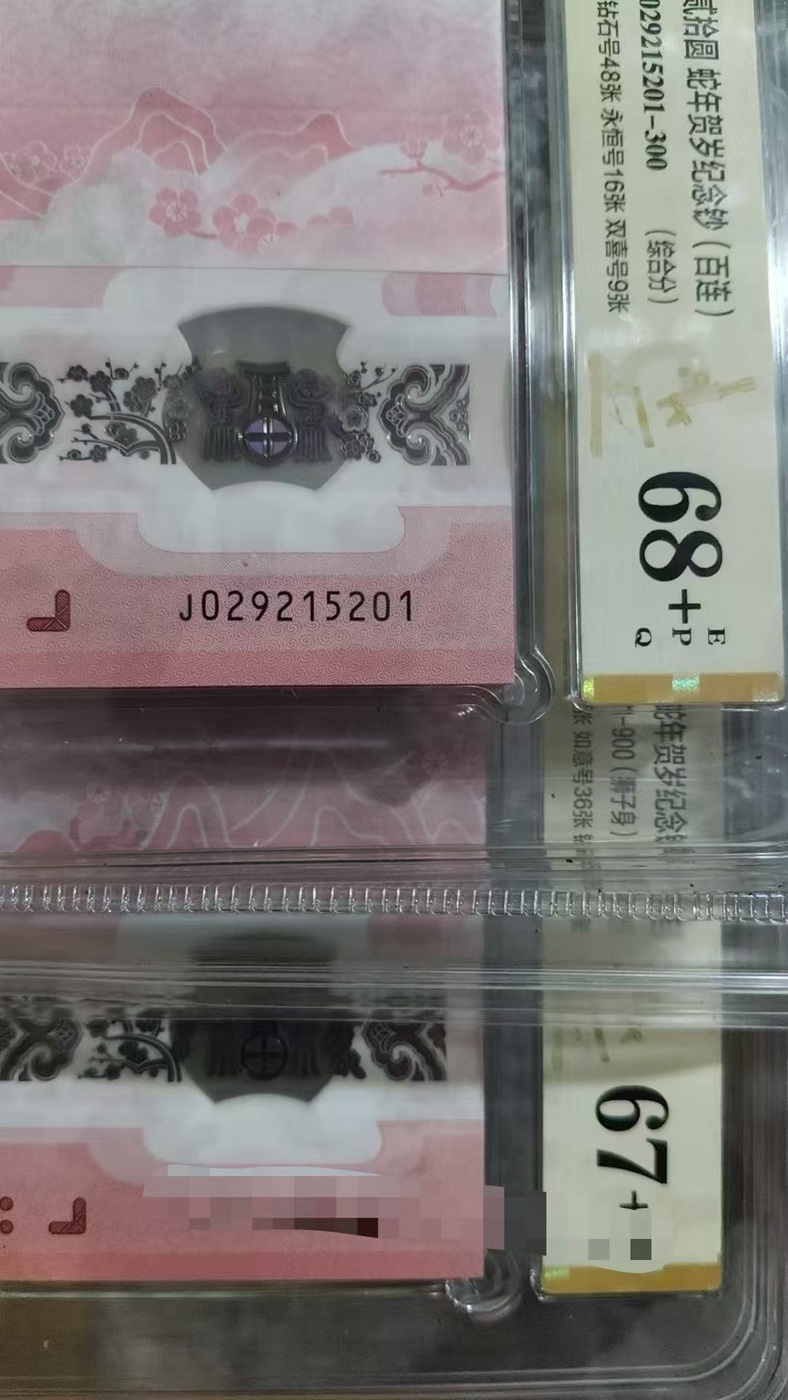 贰拾圆 蛇年贺岁纪念钞（百连）
029215201-300 （综合分）
钻石号48张 永恒号16张 双喜号9张
68+
E
P
Q
J029215201
蛇年贺岁纪念
-900（狮子身）
张 如意号36张
67+